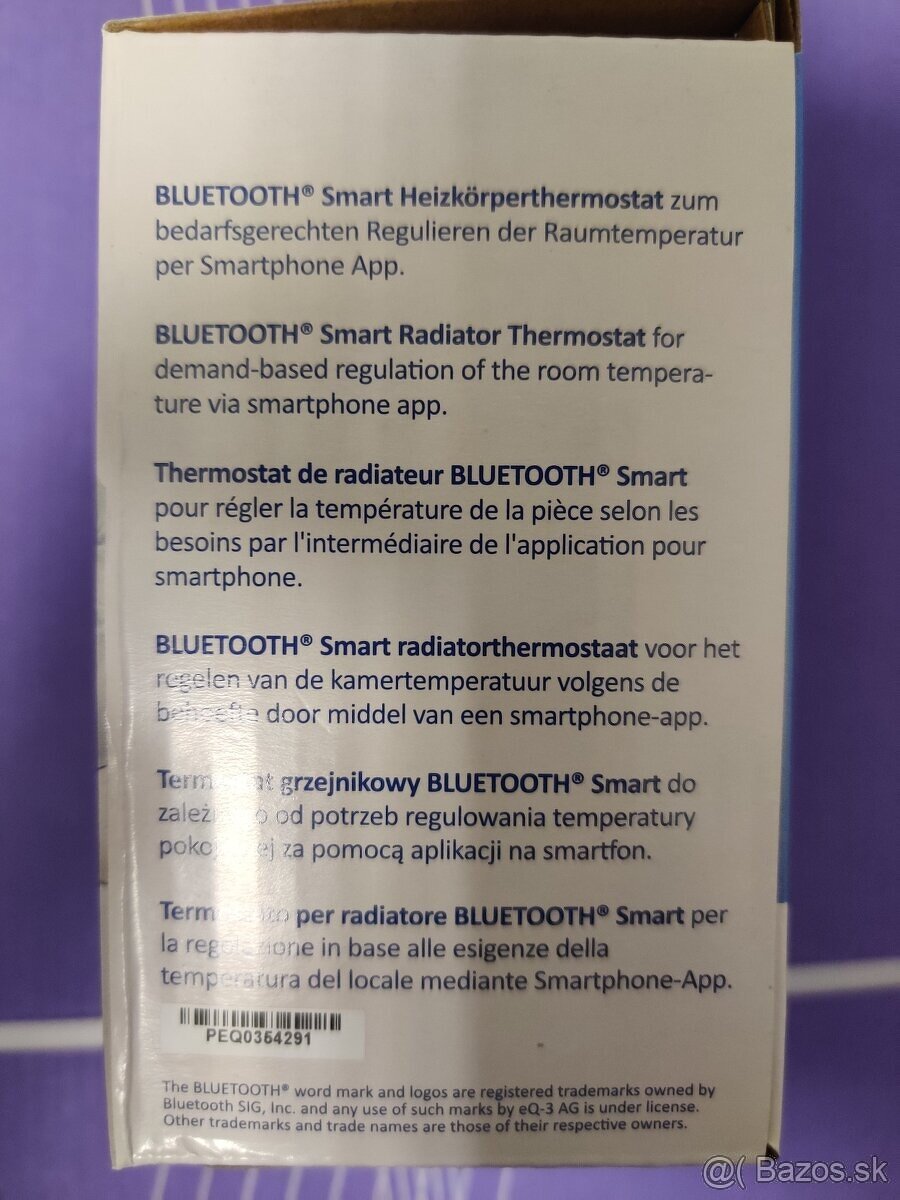 BLUETOOTH® Smart Heizkörperthermostat zum
bedarfsgerechten Regulieren der Raumtemperatur
per Smartphone App.
BLUETOOTH® Smart Radiator Thermostat for
demand-based regulation of the room tempera-
ture via smartphone app.
Thermostat de radiateur BLUETOOTH® Smart
pour régler la température de la pièce selon les
besoins par l'intermédiaire de l'application pour
smartphone.
BLUETOOTH® Smart radiatorthermostaat voor het
regelen van de kamertemperatuur volgens de
behoefte door middel van een smartphone-app.
grzejnikowy BLUETOOTH® Smart do
od potrzeb regulowania temperatury
za pomocą aplikacji na smartfon.
per radiatore BLUETOOTH® Smart per
la regolazione in base alle esigenze della
temperatura del locale mediante Smartphone-App.
PEQ0354291
The BLUETOOTH® word mark and logos are registered trademarks owned by
Bluetooth SIG, Inc. and any use of such marks by eQ-3 AG is under license.
Other trademarks and trade names are those of their respective owners.
@( Bazos.sk